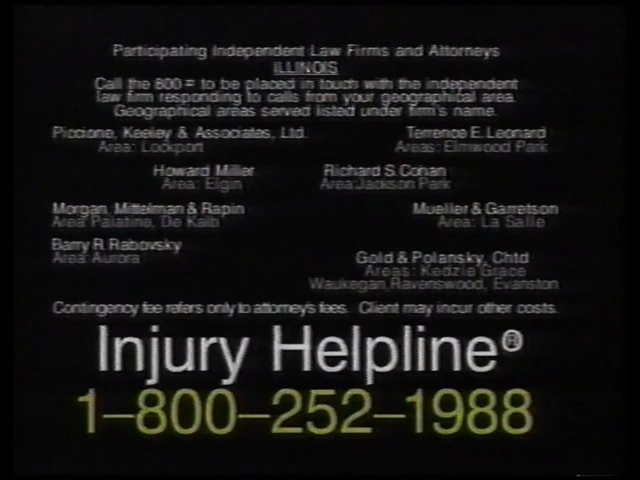 Participating Independent Law Firms and Attorneys
ILLINOIS
Call the 800# to be placed in touch with the independent
law firm responding to calls from your geographical area.
Geographical areas served listed under firm's name.
Piccione, Keeley & Associates, Ltd.
Area: Lockport
Terrence E. Leonard
Areas: Elmwood Park
Howard Miller
Area: Elgin
Richard S. Cohan
Area: Jackson Park
Morgan, Mittelman & Rapin
Area Palatine, De Kalb
Mueller & Garretson
Area: La Salle
Barry R. Rabovsky
Area: Aurora
Gold & Polansky, Chtd
Areas: Kedzie Grace
Waukegan, Ravenswood, Evanston
Contingency fee refers only to attorney's fees. Client may incur other costs.
Injury Helpline®
1-800-252-1988